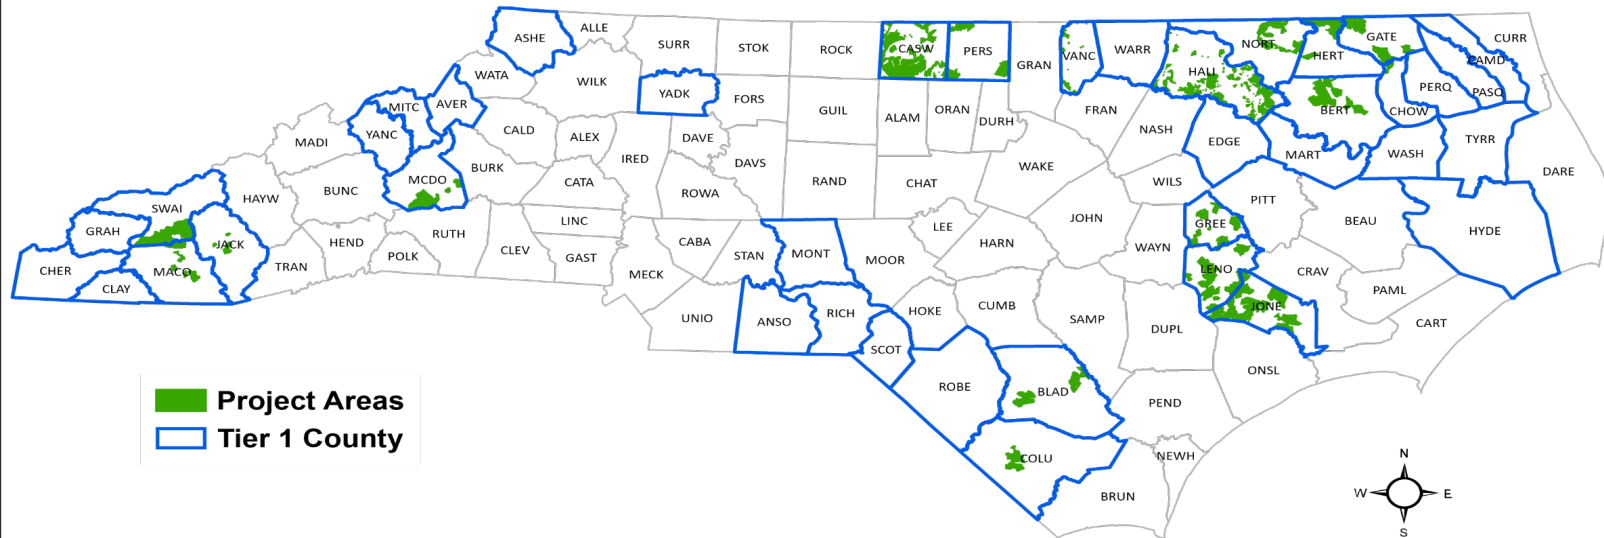 ASHE
ALLE
SURR
STOK
ROCK
CASW
PERS
GRAN
VANC
WARR
HALI
NORT
HERT
GATE
CURR
CAMD
PASQ
PERQ
CHOW
BERT
WATA
WILK
YADK
FORS
GUIL
ALAM
ORAN
DURH
FRAN
NASH
EDGE
MART
WASH
TYRR
DARE
MITC
AVER
YANC
MADI
CALD
ALEX
IRED
DAVE
DAVS
RAND
CHAT
WAKE
WILS
PITT
BEAU
HYDE
MCDO
BURK
CATA
ROWA
BUNC
HAYW
SWAI
GRAH
JACK
HEND
RUTH
LINC
CABA
STAN
MONT
MOOR
LEE
HARN
JOHN
WAYN
GREE
LENO
CRAV
PAML
CHER
CLAY
MACO
TRAN
POLK
CLEV
GAST
MECK
UNIO
ANSO
RICH
HOKE
CUMB
SAMP
DUPL
JONE
CART
SCOT
ROBE
BLAD
PEND
ONSL
COLU
NEWH
BRUN
Project Areas
Tier 1 County
N
W
E
S